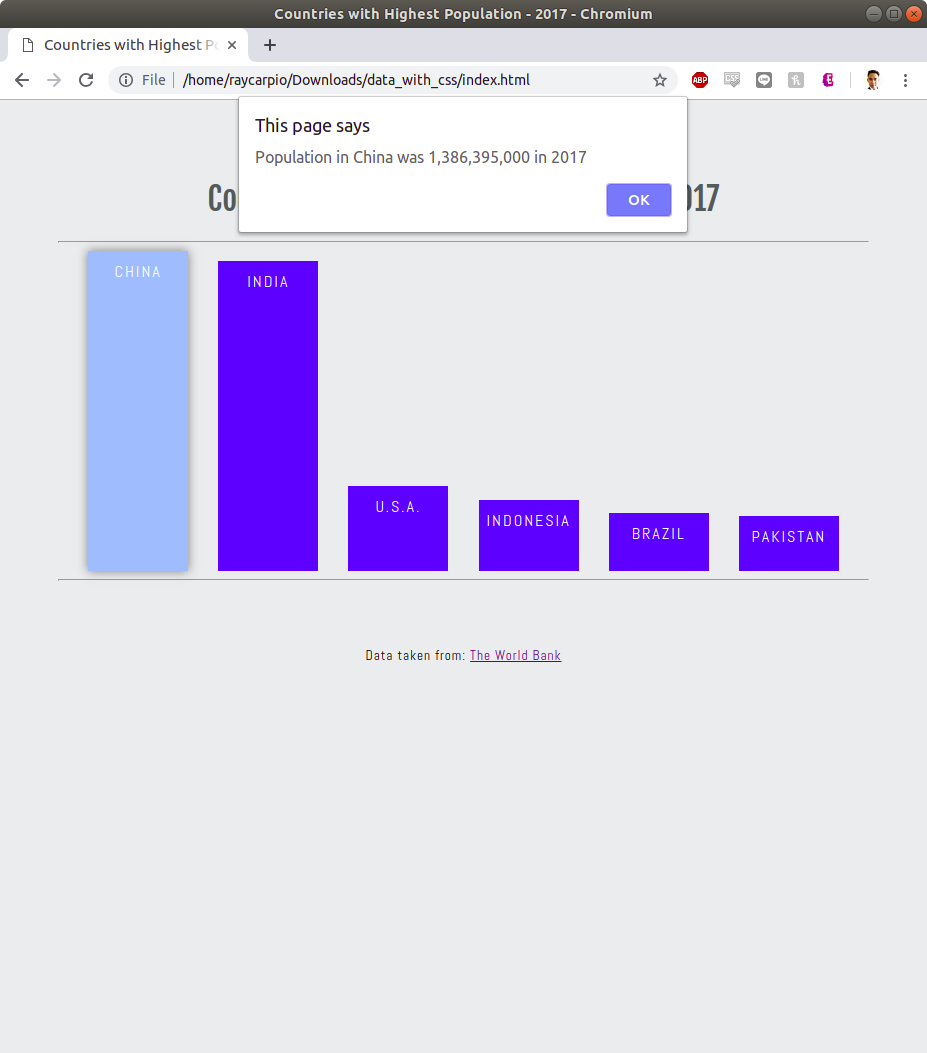 Countries with Highest Population - 2017 - Chromium
Countries with Highest Po
File
/home/raycarpio/Downloads/data_with_css/index.html
ABP
This page says
Population in China was 1,386,395,000 in 2017
OK
Co
017
CHINA
INDIA
U.S.A.
INDONESIA
BRAZIL
PAKISTAN
Data taken from: The World Bank